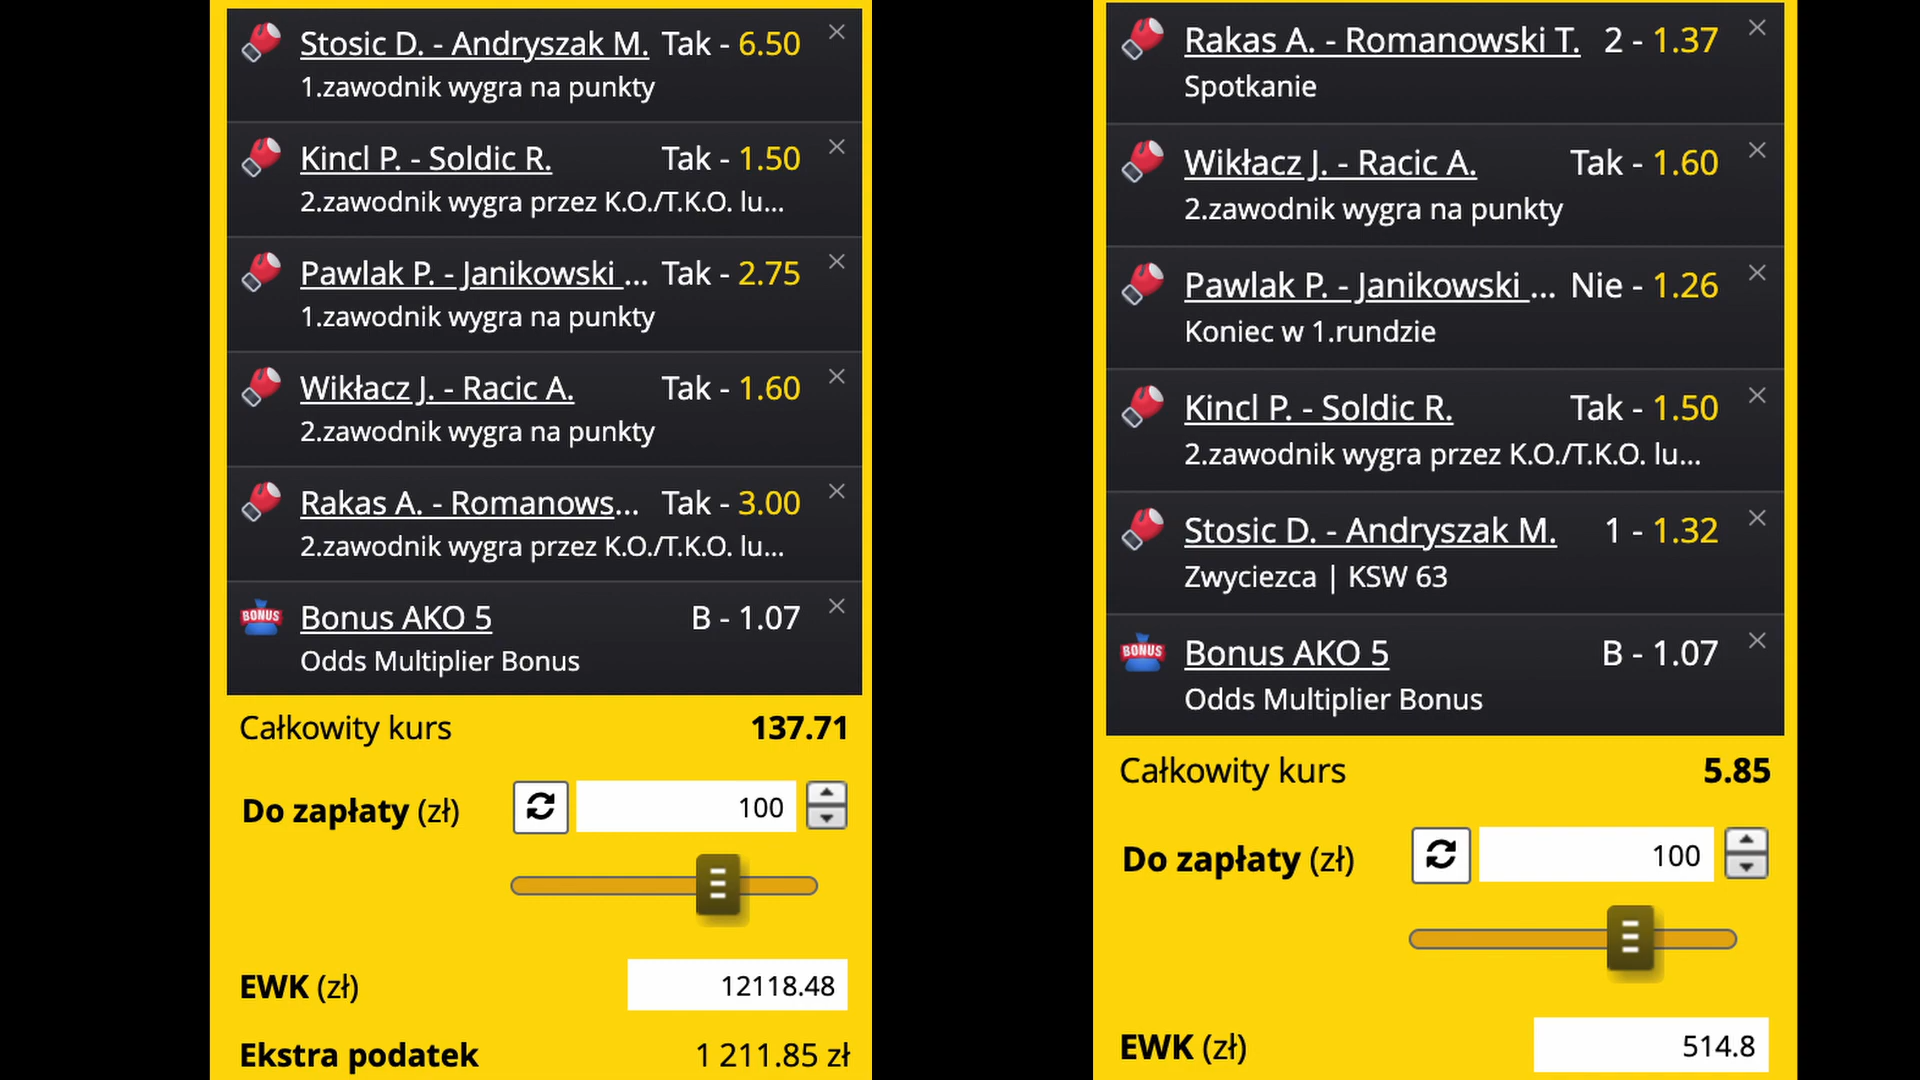 Stosic D. - Andryszak M. Tak - 6.50
1.zawodnik wygra na punkty
Kincl P. - Soldic R. Tak - 1.50
2.zawodnik wygra przez K.O./T.K.O. lu...
Pawlak P. - Janikowski ... Tak - 2.75
1.zawodnik wygra na punkty
Wikłacz J. - Racic A. Tak - 1.60
2.zawodnik wygra na punkty
Rakas A. - Romanows... Tak - 3.00
2.zawodnik wygra przez K.O./T.K.O. lu...
BONUS Bonus AKO 5 B - 1.07
Odds Multiplier Bonus
Całkowity kurs 137.71
Do zapłaty (zł) 100
EWK (zł) 12118.48
Ekstra podatek 1 211.85 zł
Rakas A. - Romanowski T. 2 - 1.37
Spotkanie
Wikłacz J. - Racic A. Tak - 1.60
2.zawodnik wygra na punkty
Pawlak P. - Janikowski ... Nie - 1.26
Koniec w 1.rundzie
Kincl P. - Soldic R. Tak - 1.50
2.zawodnik wygra przez K.O./T.K.O. lu...
Stosic D. - Andryszak M. 1 - 1.32
Zwyciezca | KSW 63
BONUS Bonus AKO 5 B - 1.07
Odds Multiplier Bonus
Całkowity kurs 5.85
Do zapłaty (zł) 100
EWK (zł) 514.8